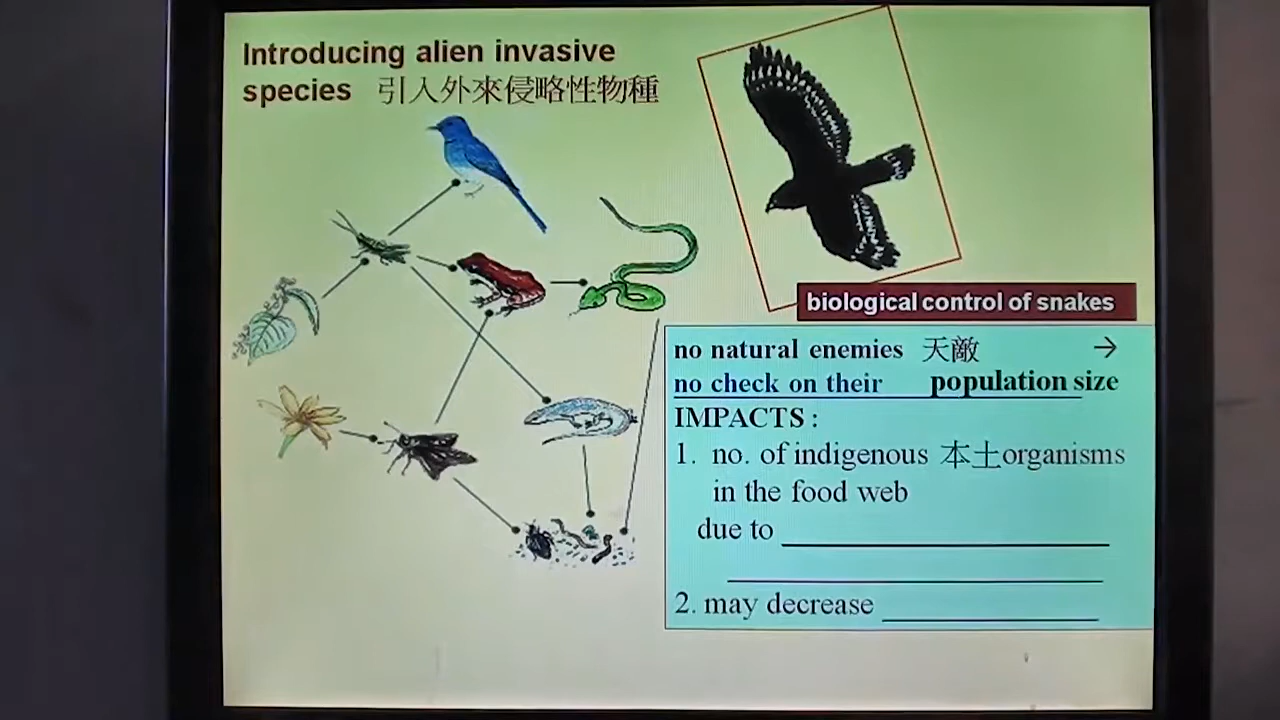 Introducing alien invasive
species 引入外來侵略性物種
biological control of snakes
no natural enemies 天敵 →
no check on their population size
IMPACTS :
1. no. of indigenous 本土organisms
in the food web
due to
2. may decrease